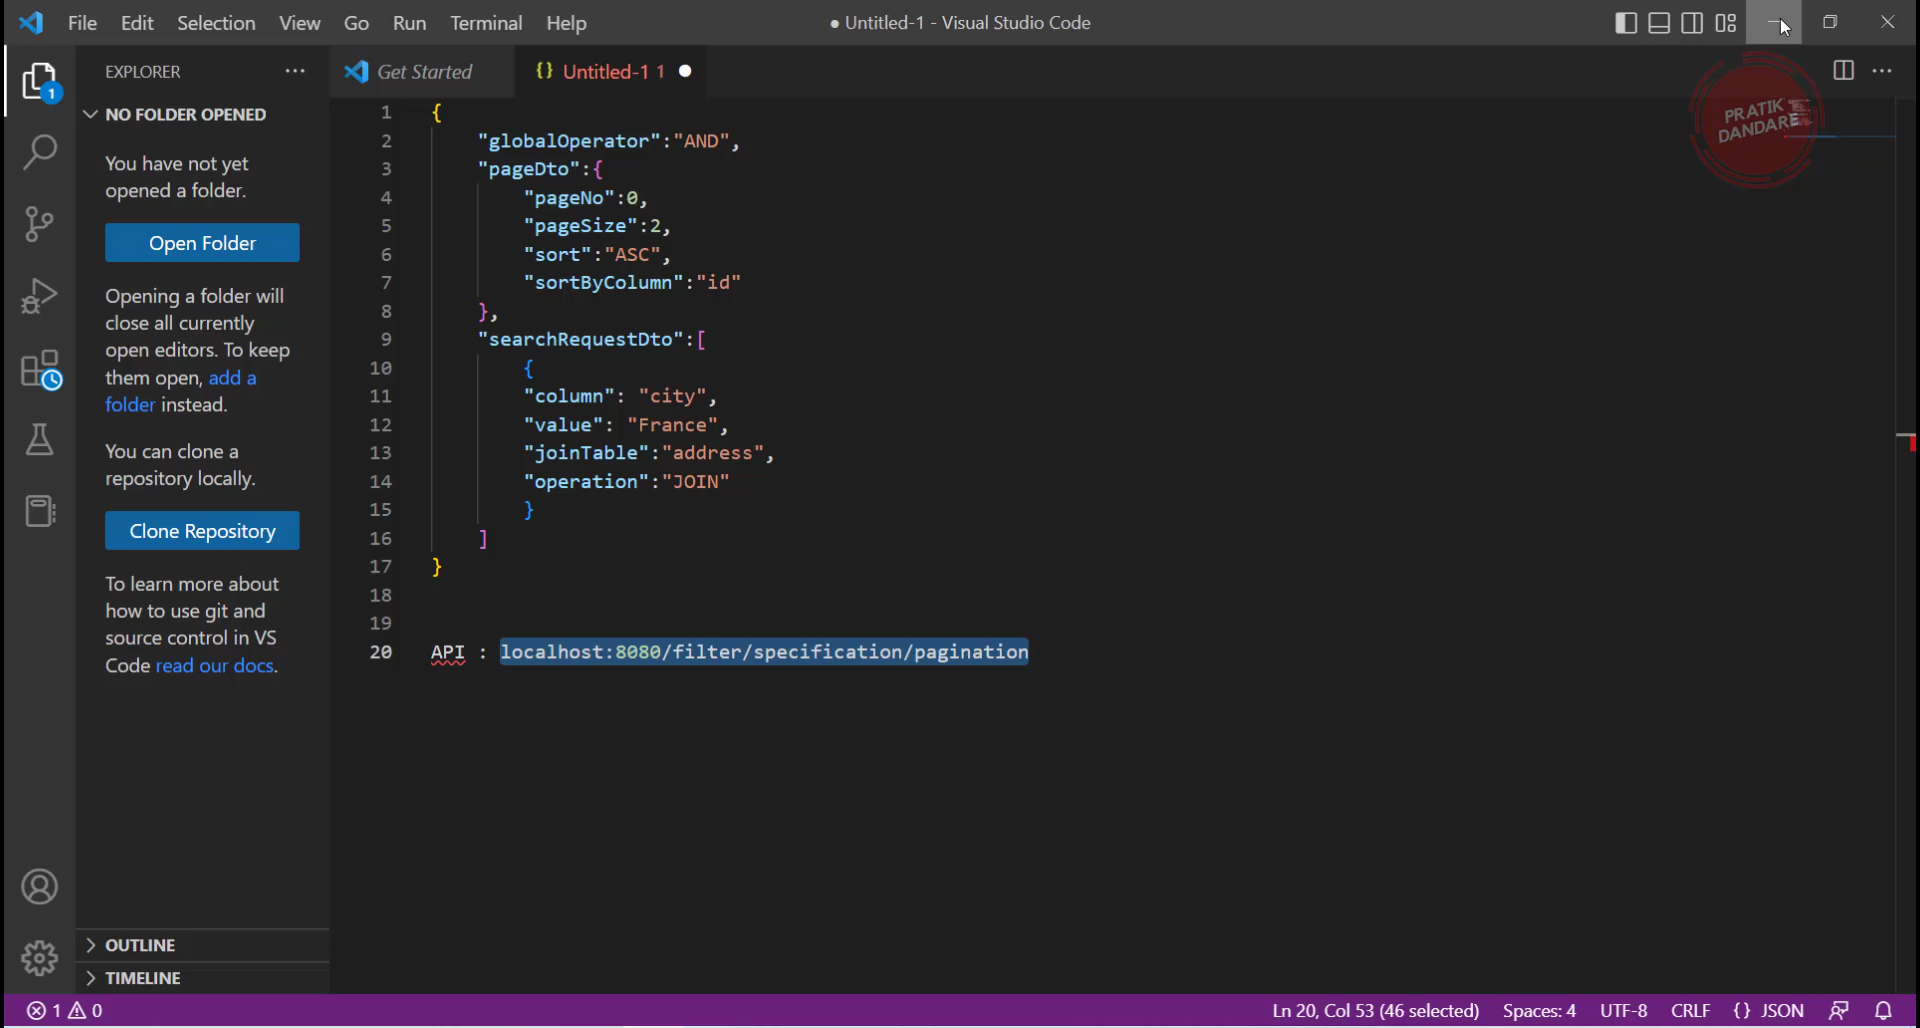 File Edit Selection View Go Run Terminal Help
● Untitled-1 - Visual Studio Code
EXPLORER
Get Started
{} Untitled-1 1
PRATIK
DANDARE
1
NO FOLDER OPENED
You have not yet
opened a folder.
Open Folder
Opening a folder will
close all currently
open editors. To keep
them open, add a
folder instead.
You can clone a
repository locally.
Clone Repository
To learn more about
how to use git and
source control in VS
Code read our docs.
OUTLINE
TIMELINE
1 {
2 "globalOperator":"AND",
3 "pageDto":{
4 "pageNo":0,
5 "pageSize":2,
6 "sort":"ASC",
7 "sortByColumn":"id"
8 },
9 "searchRequestDto":[
10 {
11 "column": "city",
12 "value": "France",
13 "joinTable":"address",
14 "operation":"JOIN"
15 }
16 ]
17 }
18
19
20 API : localhost:8080/filter/specification/pagination
1 0
Ln 20, Col 53 (46 selected) Spaces: 4 UTF-8 CRLF {} JSON